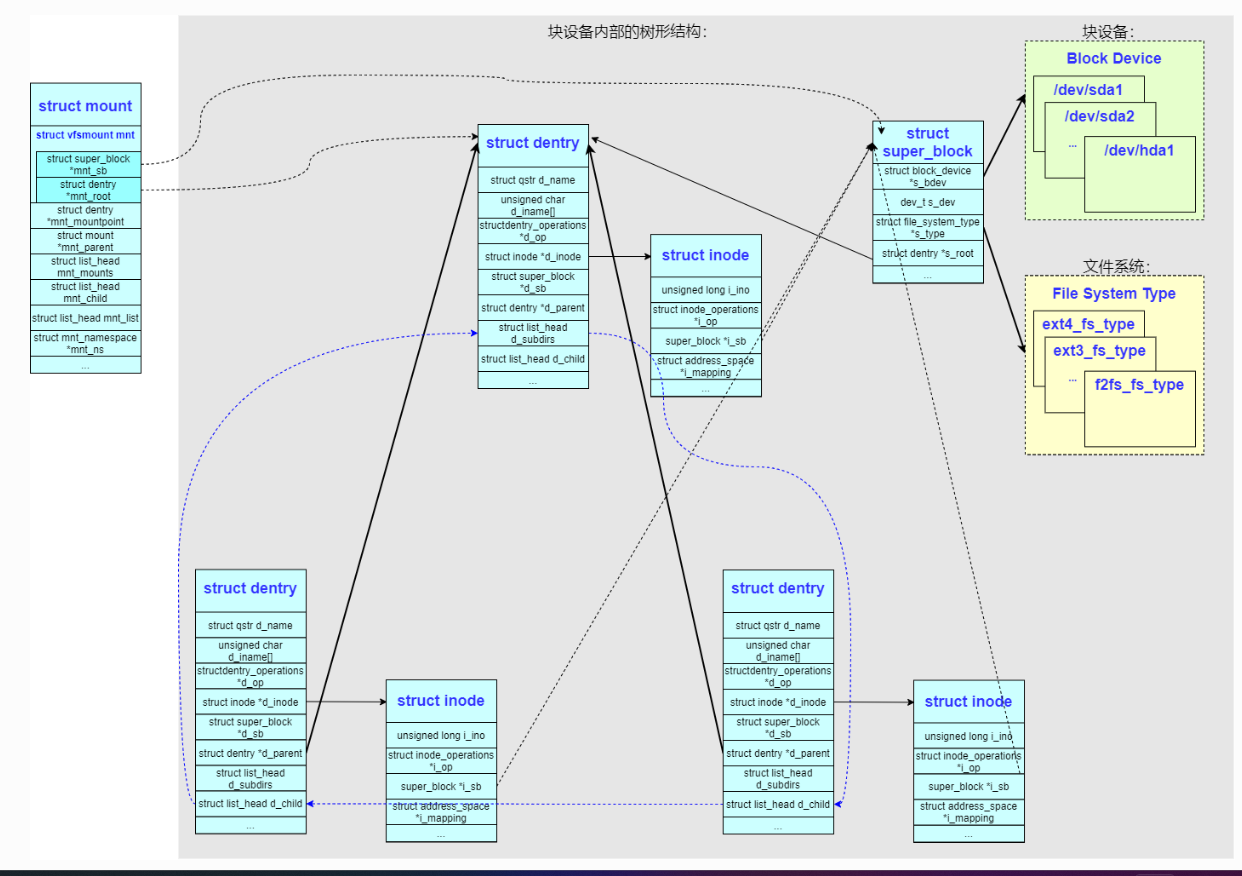 块设备内部的树形结构：
块设备：
Block Device
/dev/sda1
/dev/sda2
...
/dev/hda1
文件系统：
File System Type
ext4_fs_type
ext3_fs_type
...
f2fs_fs_type
struct mount
struct vfsmount mnt
struct super_block
*mnt_sb
struct dentry
*mnt_root
struct dentry
*mnt_mountpoint
struct mount
*mnt_parent
struct list_head
mnt_mounts
struct list_head
mnt_child
struct list_head mnt_list
struct mnt_namespace
*mnt_ns
...
struct dentry
struct qstr d_name
unsigned char
d_iname[]
structdentry_operations
*d_op
struct inode *d_inode
struct super_block
*d_sb
struct dentry *d_parent
struct list_head
d_subdirs
struct list_head d_child
...
struct inode
unsigned long i_ino
struct inode_operations
*i_op
super_block *i_sb
struct address_space
*i_mapping
...
struct
super_block
struct block_device
*s_bdev
dev_t s_dev
struct file_system_type
*s_type
struct dentry *s_root
...
struct dentry
struct qstr d_name
unsigned char
d_iname[]
structdentry_operations
*d_op
struct inode *d_inode
struct super_block
*d_sb
struct dentry *d_parent
struct list_head
d_subdirs
struct list_head d_child
...
struct inode
unsigned long i_ino
struct inode_operations
*i_op
super_block *i_sb
struct address_space
*i_mapping
...
struct dentry
struct qstr d_name
unsigned char
d_iname[]
structdentry_operations
*d_op
struct inode *d_inode
struct super_block
*d_sb
struct dentry *d_parent
struct list_head
d_subdirs
struct list_head d_child
...
struct inode
unsigned long i_ino
struct inode_operations
*i_op
super_block *i_sb
struct address_space
*i_mapping
...